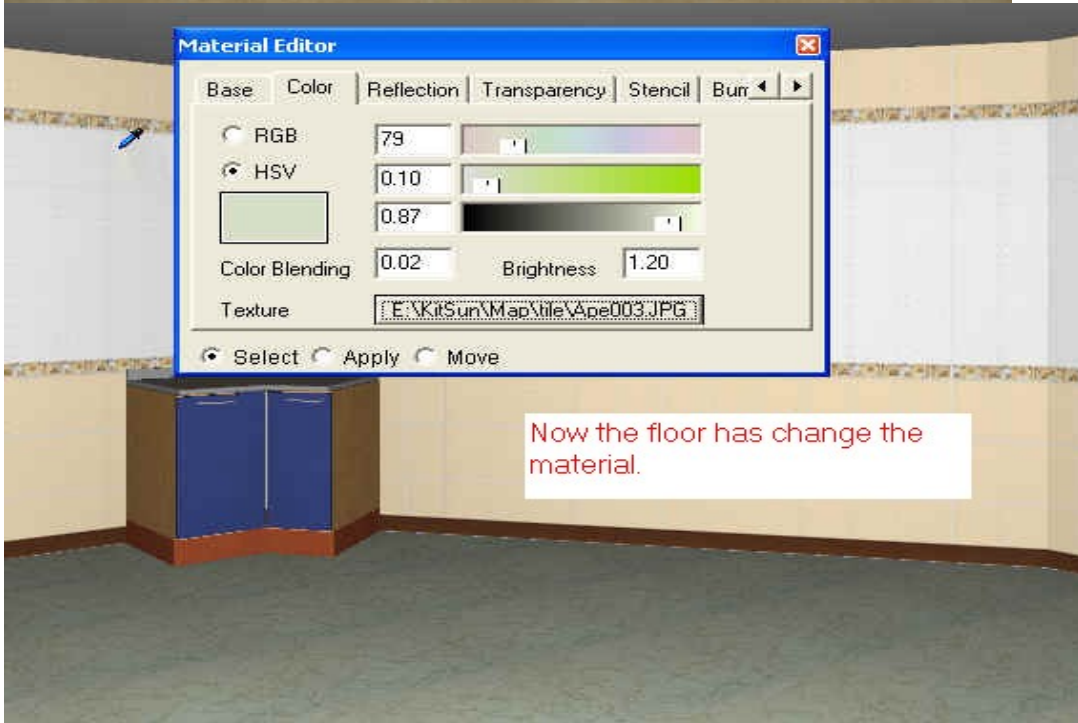 Material Editor
Base Color Reflection Transparency Stencil Bum
RGB 79
HSV 0.10
0.87
Color Blending 0.02 Brightness 1.20
Texture E:\KitSun\Map\tile\Ape003.JPG
Select Apply Move
Now the floor has change the
material.